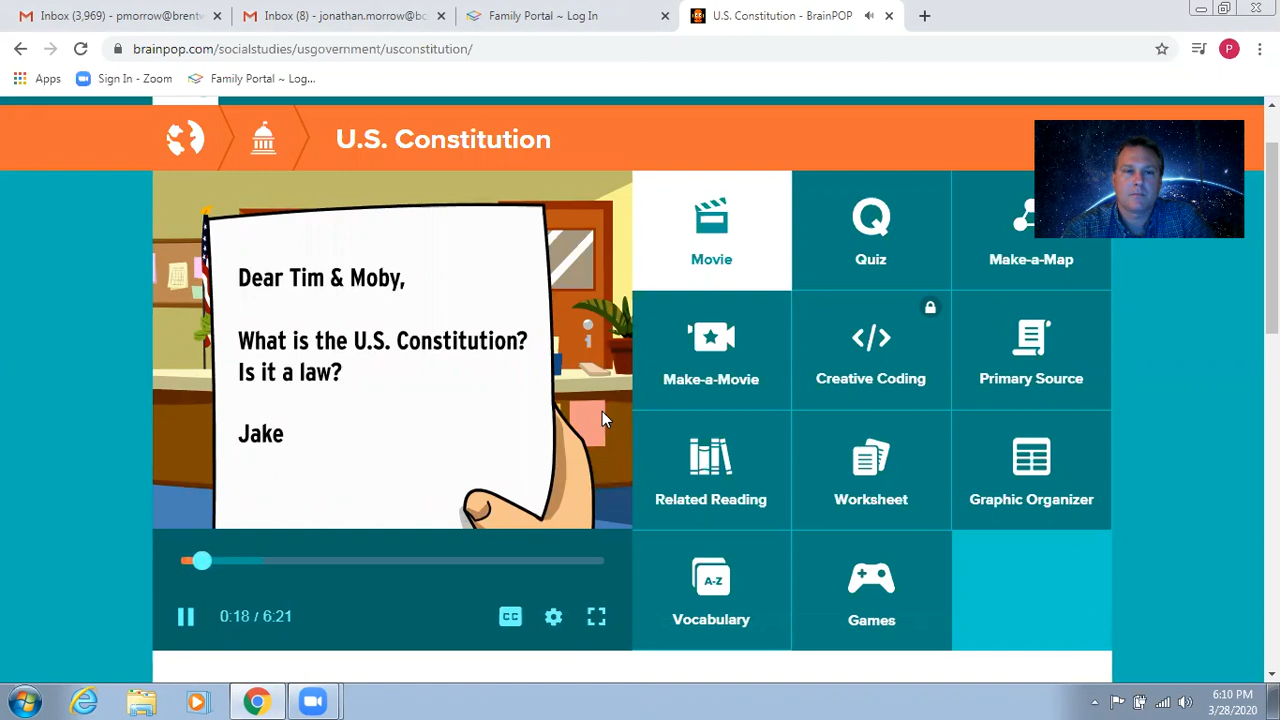 Inbox (3,969) - pmorrow@brentw
Inbox (8) - jonathan.morrow@b
Family Portal ~ Log In
U.S. Constitution - BrainPOP
brainpop.com/socialstudies/usgovernment/usconstitution/
P
Apps
Sign In - Zoom
Family Portal ~ Log...
U.S. Constitution
Dear Tim & Moby,
What is the U.S. Constitution?
Is it a law?
Jake
Movie
Quiz
Make-a-Map
Make-a-Movie
Creative Coding
Primary Source
Related Reading
Worksheet
Graphic Organizer
A-Z
Vocabulary
Games
0:18 / 6:21
CC
6:10 PM
3/28/2020